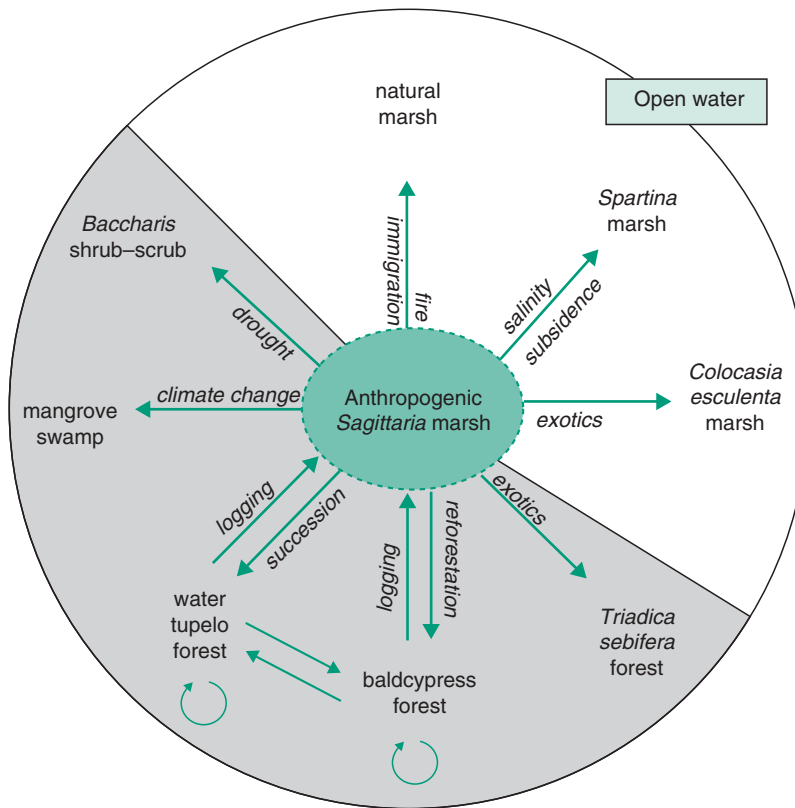 natural
marsh
Open water
Baccharis
shrub–scrub
Spartina
marsh
immigration
fire
salinity
subsidence
drought
climate change
mangrove
swamp
Anthropogenic
Sagittaria marsh
exotics
Colocasia
esculenta
marsh
logging
succession
logging
reforestation
exotics
water
tupelo
forest
baldcypress
forest
Triadica
sebifera
forest